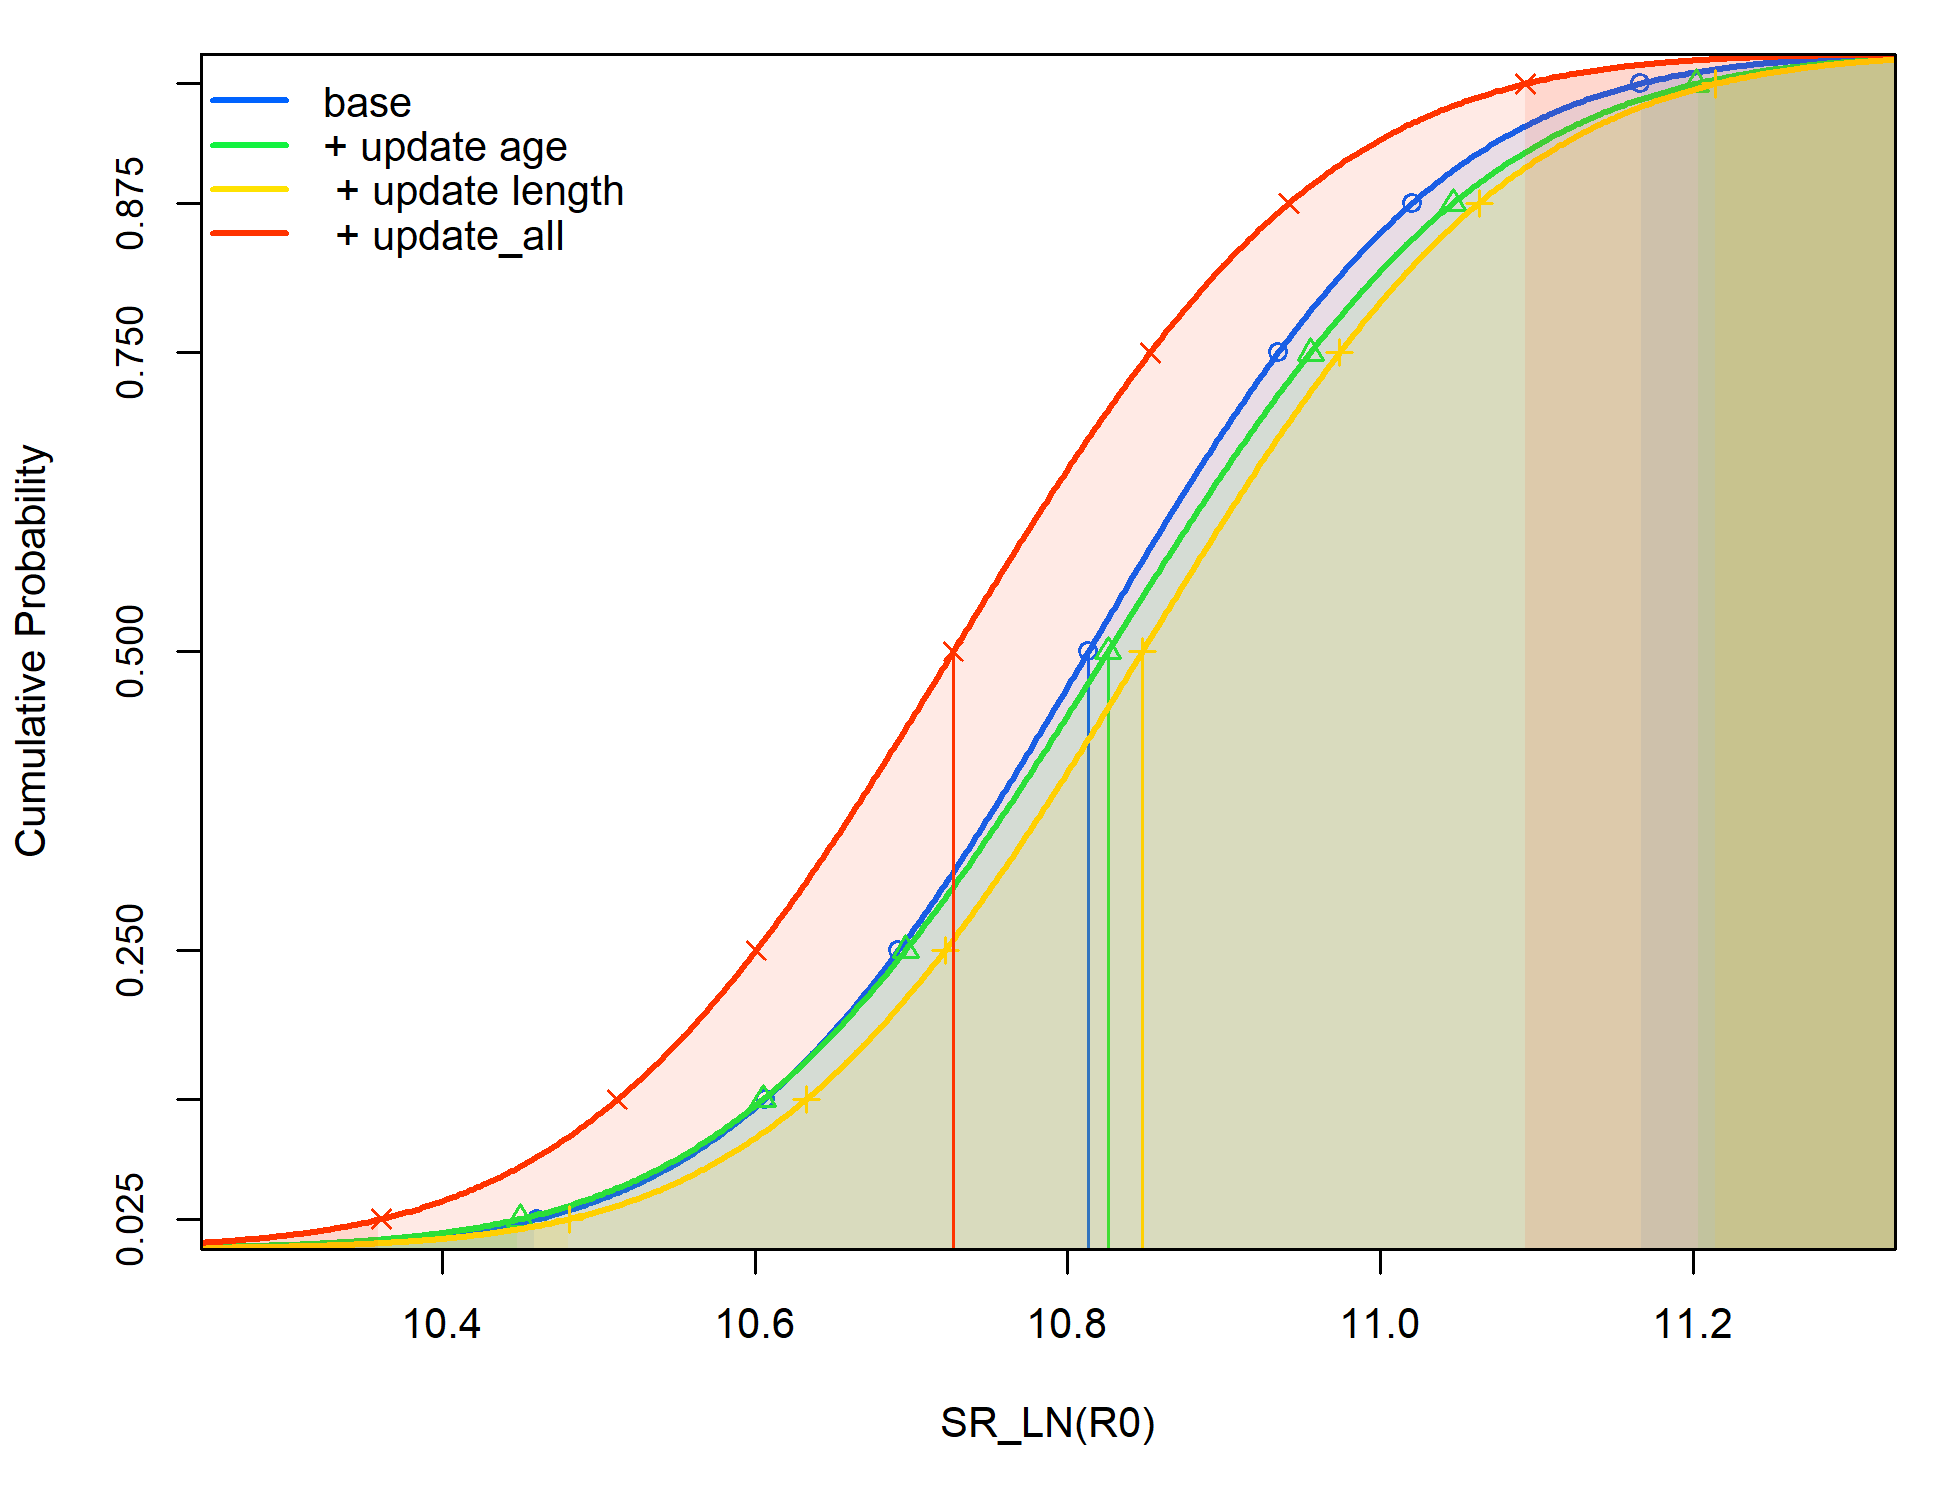 base
+ update age
+ update length
+ update_all
Cumulative Probability
0.875
0.750
0.500
0.250
0.025
10.4 10.6 10.8 11.0 11.2
SR_LN(R0)